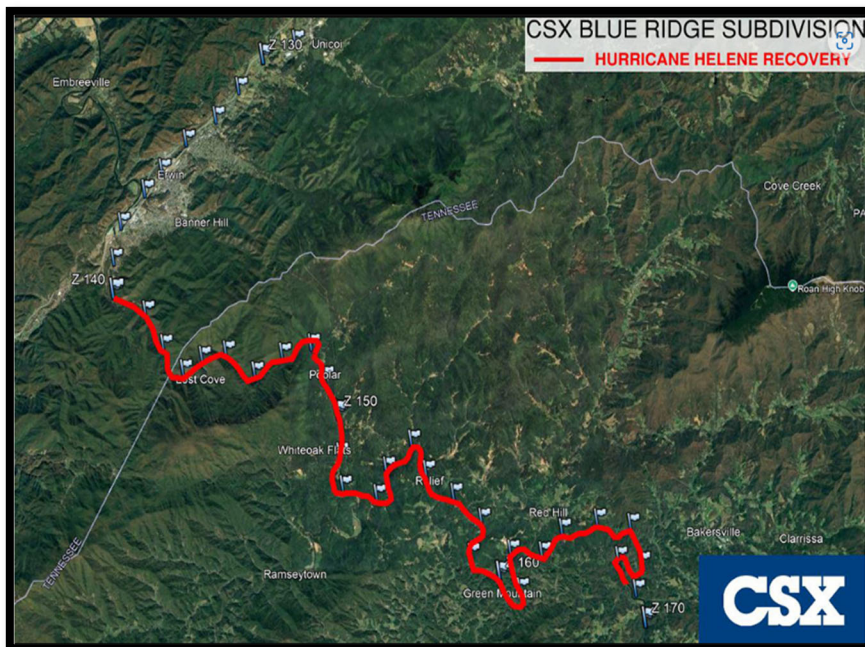 CSX BLUE RIDGE SUBDIVISION
HURRICANE HELENE RECOVERY
Z 130
Unicoi
Embreeville
Erwin
Cove Creek
TENNESSEE
Banner Hill
Z 140
Roan High Knob
Lost Cove
Poplar
Z 150
Whiteoak Flats
Relief
Red Hill
Bakersville
Clarrissa
160
TENNESSEE
Ramseytown
Green Mountain
Z 170
CSX